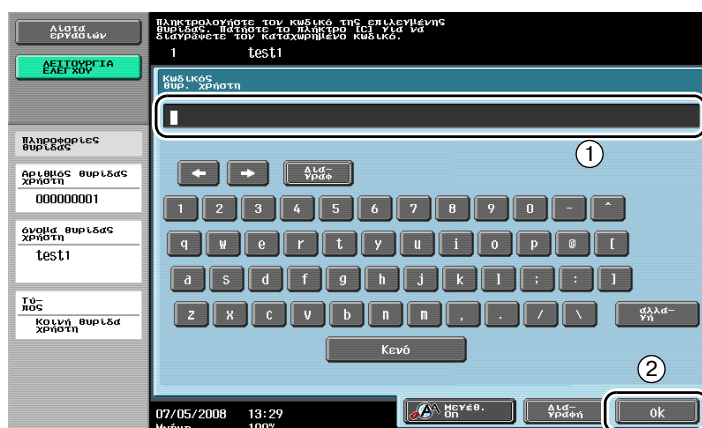 Λίστα
εργασιών
ΛΕΙΤΟΥΡΓΙΑ
ΕΛΕΓΧΟΥ
Πληκτρολογήστε τον κωδικό της επιλεγμένης
θυρίδας. Πατήστε το πλήκτρο [C] για να
διαγράψετε τον καταχωρημένο κωδικό.
1 test1
Κωδικός
θυρ. χρήστη
1
Πληροφορίες
θυρίδας
Αριθμός θυρίδας
χρήστη
000000001
όνομα θυρίδας
χρήστη
test1
Τύ-
πος
Κοινή θυρίδα
χρήστη
← → Δια-
γραφ
1 2 3 4 5 6 7 8 9 0 - ^
q w e r t y u i o p @ [
a s d f g h j k l ; : ]
z x c v b n m , . / \ αλλα-
γή
Κενό
2
07/05/2008 13:29
Μνήμη 100%
Μεγέθ.
On
Δια-
γραφή
Ok